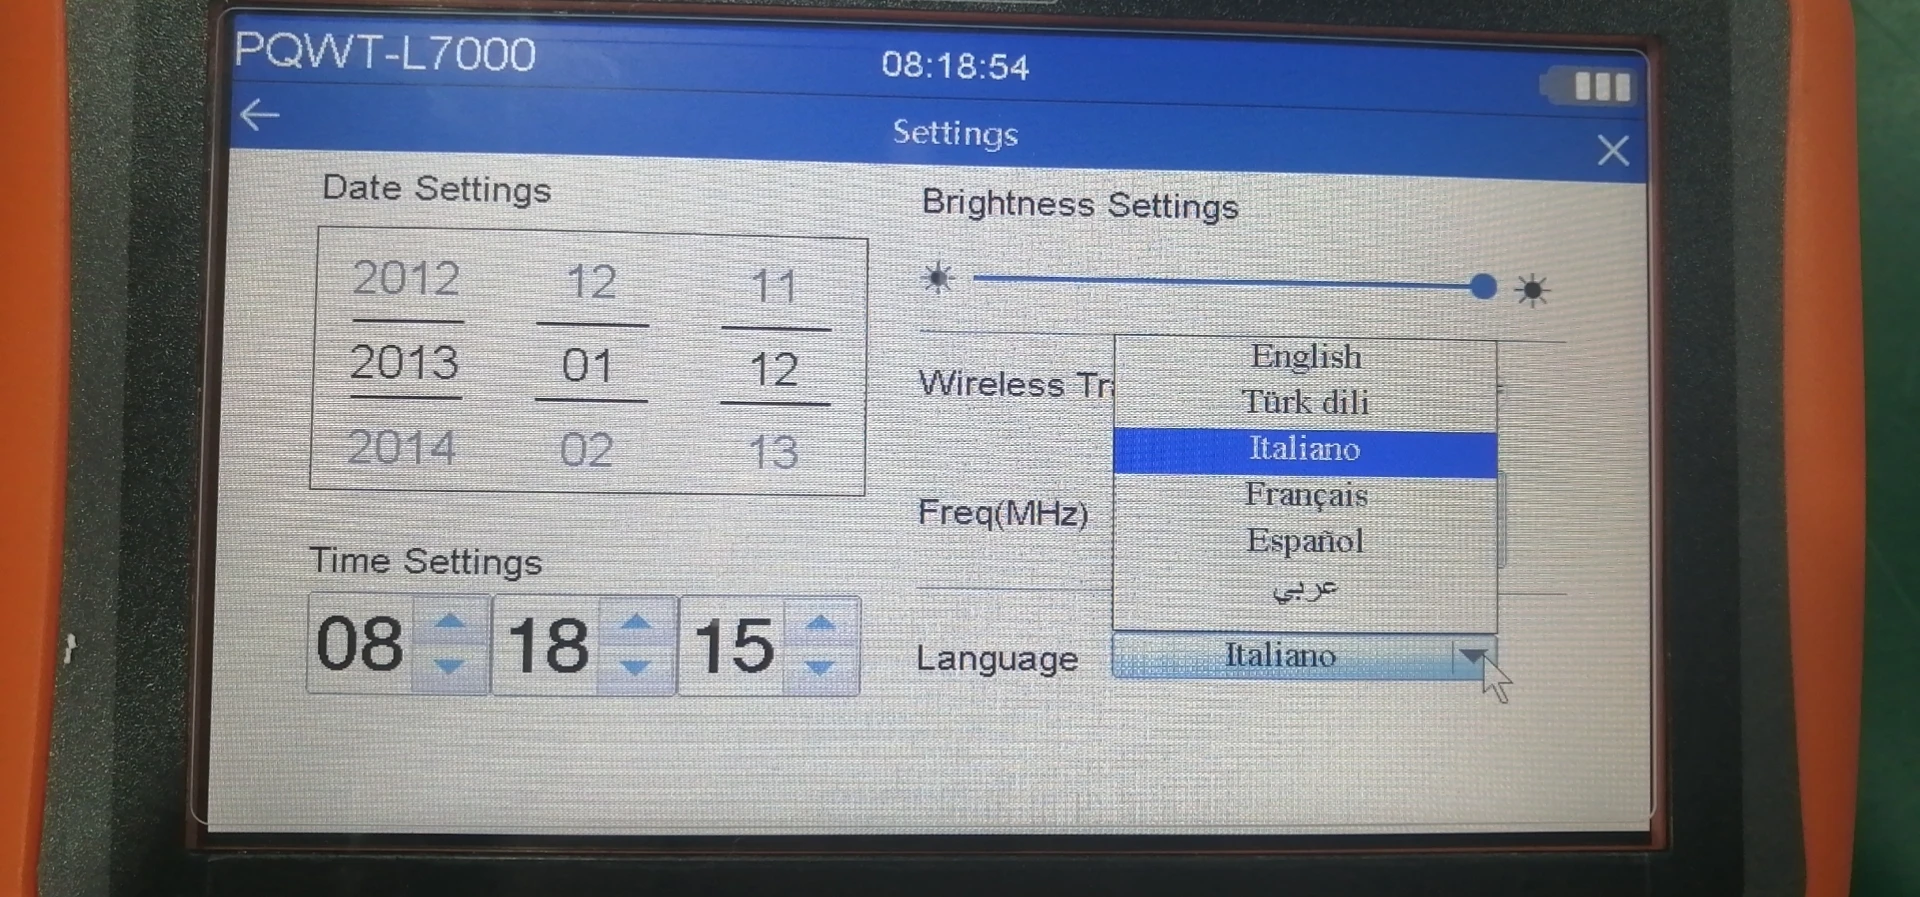 PQWT-L7000
08:18:54
Settings
Date Settings
2012 12 11
2013 01 12
2014 02 13
Time Settings
08 18 15
Brightness Settings
Wireless Tr
Freq(MHz)
English
Türk dili
Italiano
Français
Español
عربي
Language
Italiano